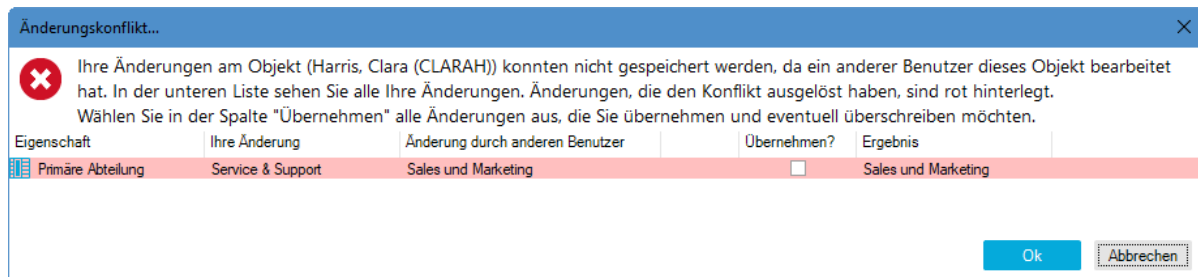 Änderungskonflikt...
Ihre Änderungen am Objekt (Harris, Clara (CLARAH)) konnten nicht gespeichert werden, da ein anderer Benutzer dieses Objekt bearbeitet
hat. In der unteren Liste sehen Sie alle Ihre Änderungen. Änderungen, die den Konflikt ausgelöst haben, sind rot hinterlegt.
Wählen Sie in der Spalte "Übernehmen" alle Änderungen aus, die Sie übernehmen und eventuell überschreiben möchten.
Eigenschaft Ihre Änderung Änderung durch anderen Benutzer Übernehmen? Ergebnis
Primäre Abteilung Service & Support Sales und Marketing Sales und Marketing
Ok Abbrechen